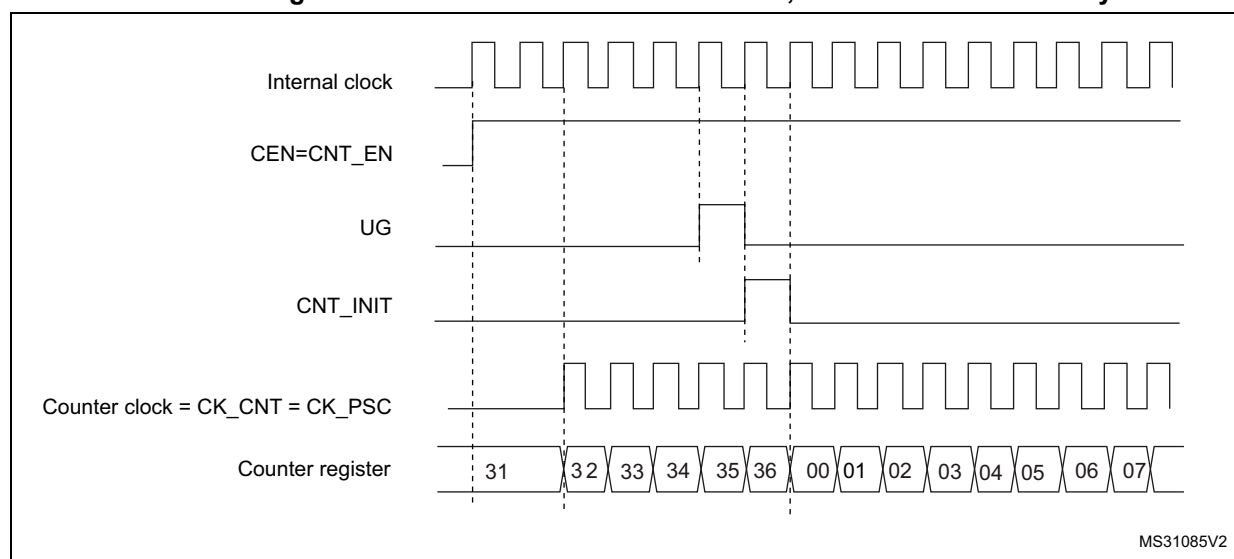 Internal clock
CEN=CNT_EN
UG
CNT_INIT
Counter clock = CK_CNT = CK_PSC
Counter register 31 32 33 34 35 36 00 01 02 03 04 05 06 07
MS31085V2